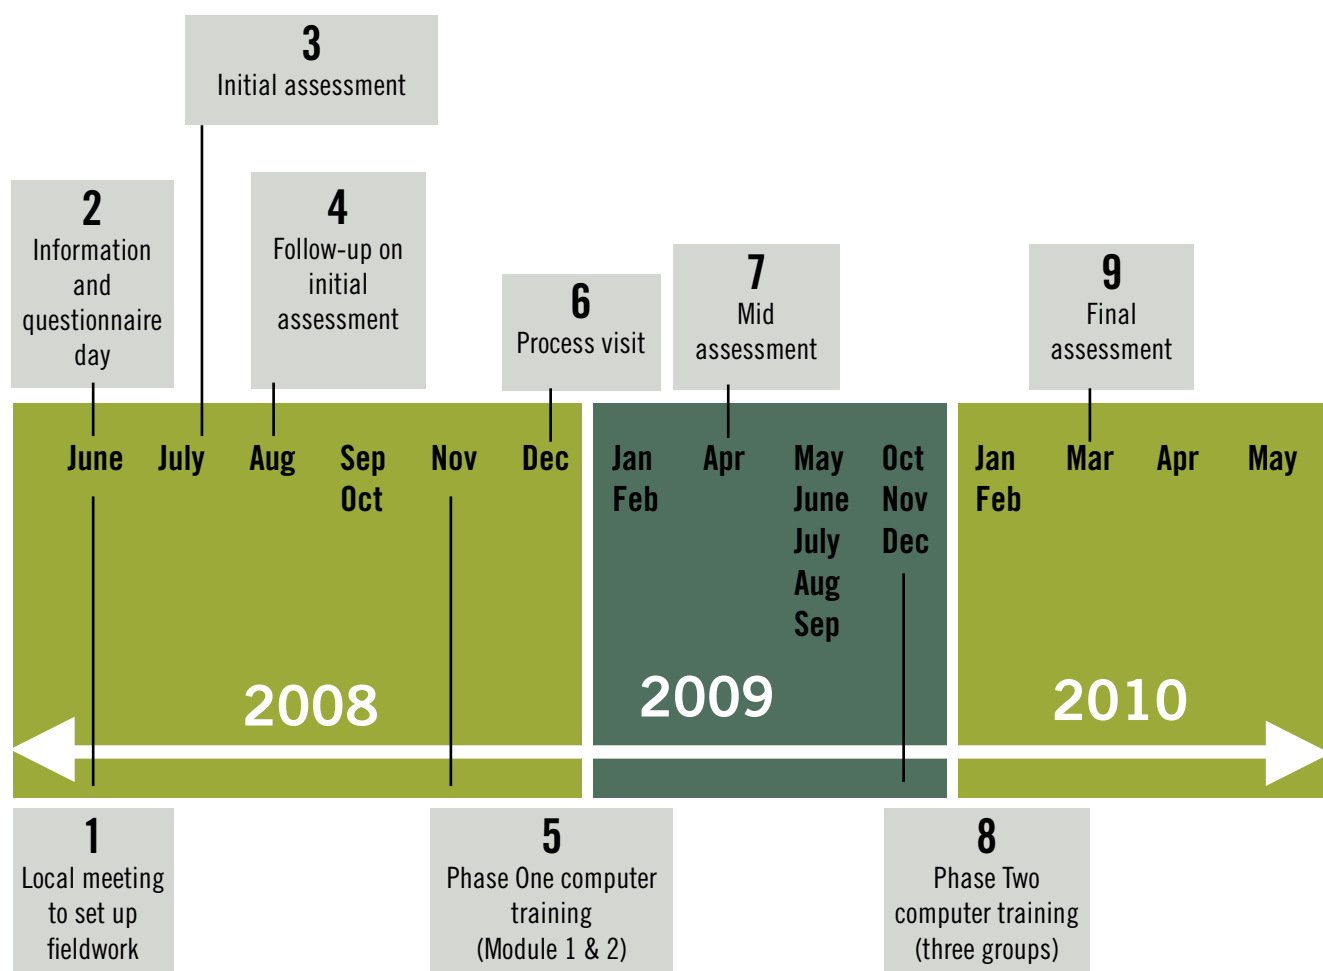 3
Initial assessment
2
Information
and
questionnaire
day
4
Follow-up on
initial
assessment
6
Process visit
7
Mid
assessment
9
Final
assessment
June
July
Aug
Sep
Oct
Nov
Dec
Jan
Feb
Apr
May
June
July
Aug
Sep
Oct
Nov
Dec
Jan
Feb
Mar
Apr
May
2008
2009
2010
1
Local meeting
to set up
fieldwork
5
Phase One computer
training
(Module 1 & 2)
8
Phase Two
computer training
(three groups)